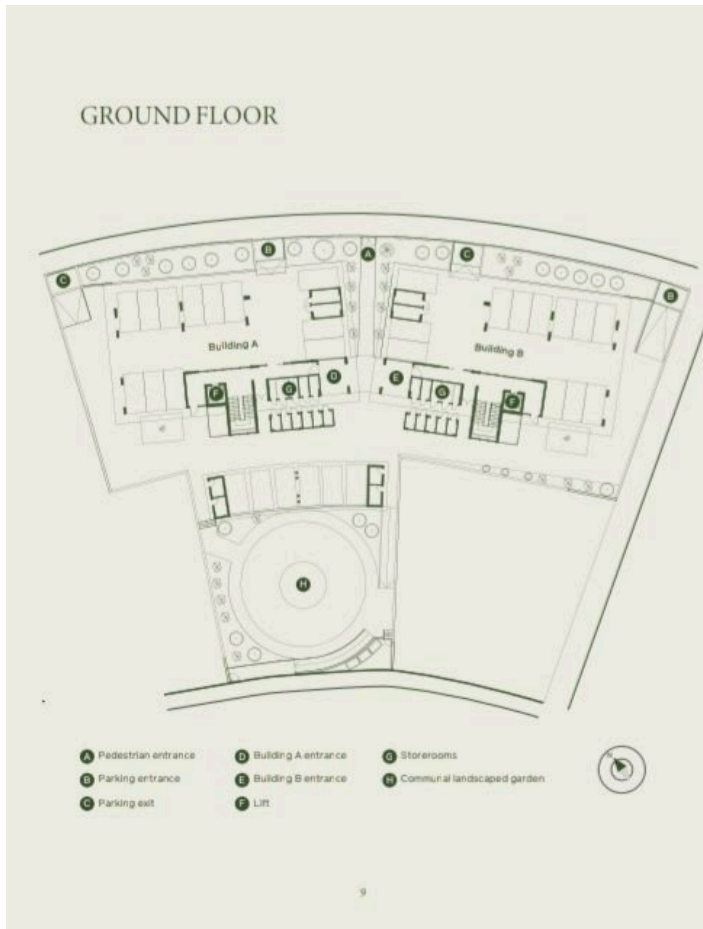 GROUND FLOOR
B
A
C
C
B
Building A
Building B
D
E
F
G
G
F
H
A Pedestrian entrance
D Building A entrance
G Storerooms
B Parking entrance
E Building B entrance
H Communal landscaped garden
C Parking exit
F Lift
N
9